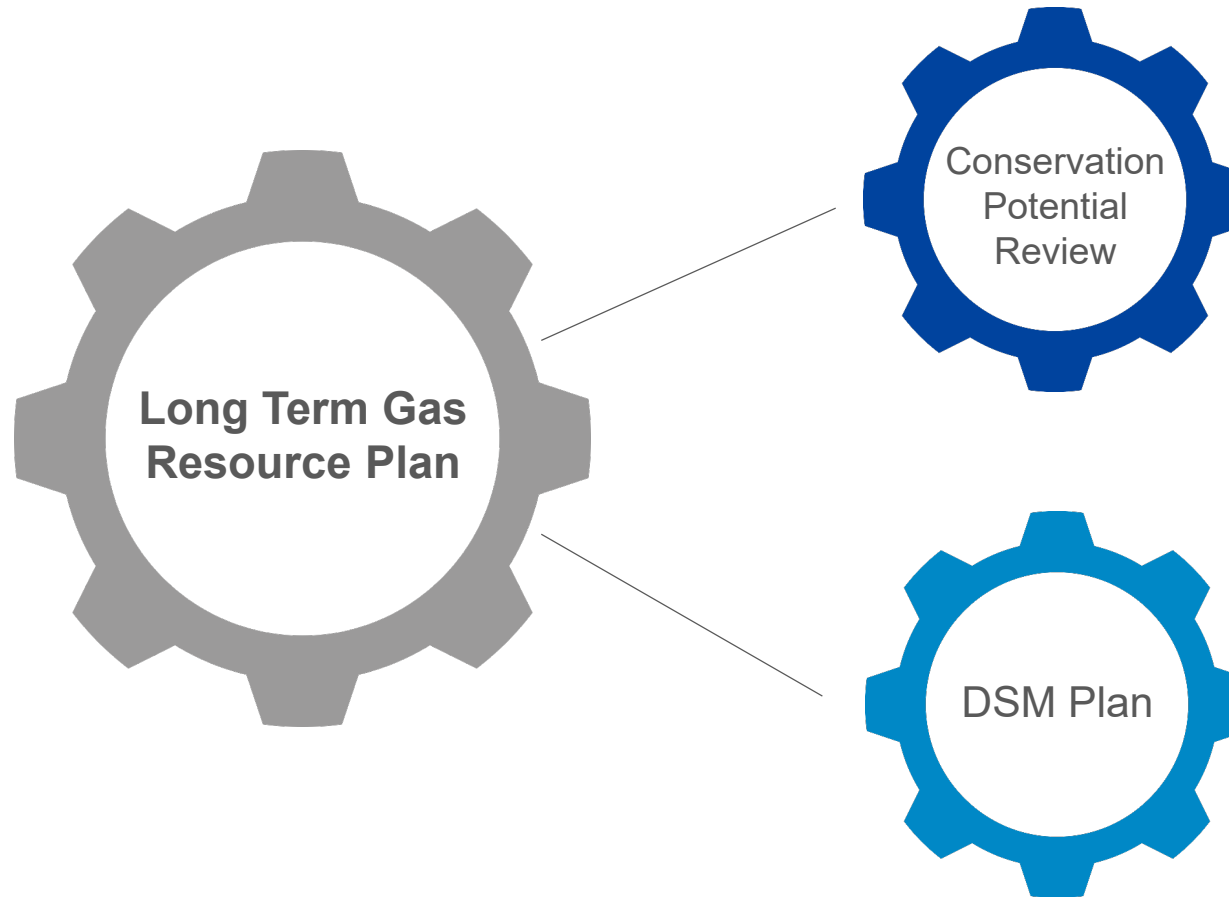 Conservation
Potential
Review
Long Term Gas
Resource Plan
DSM Plan